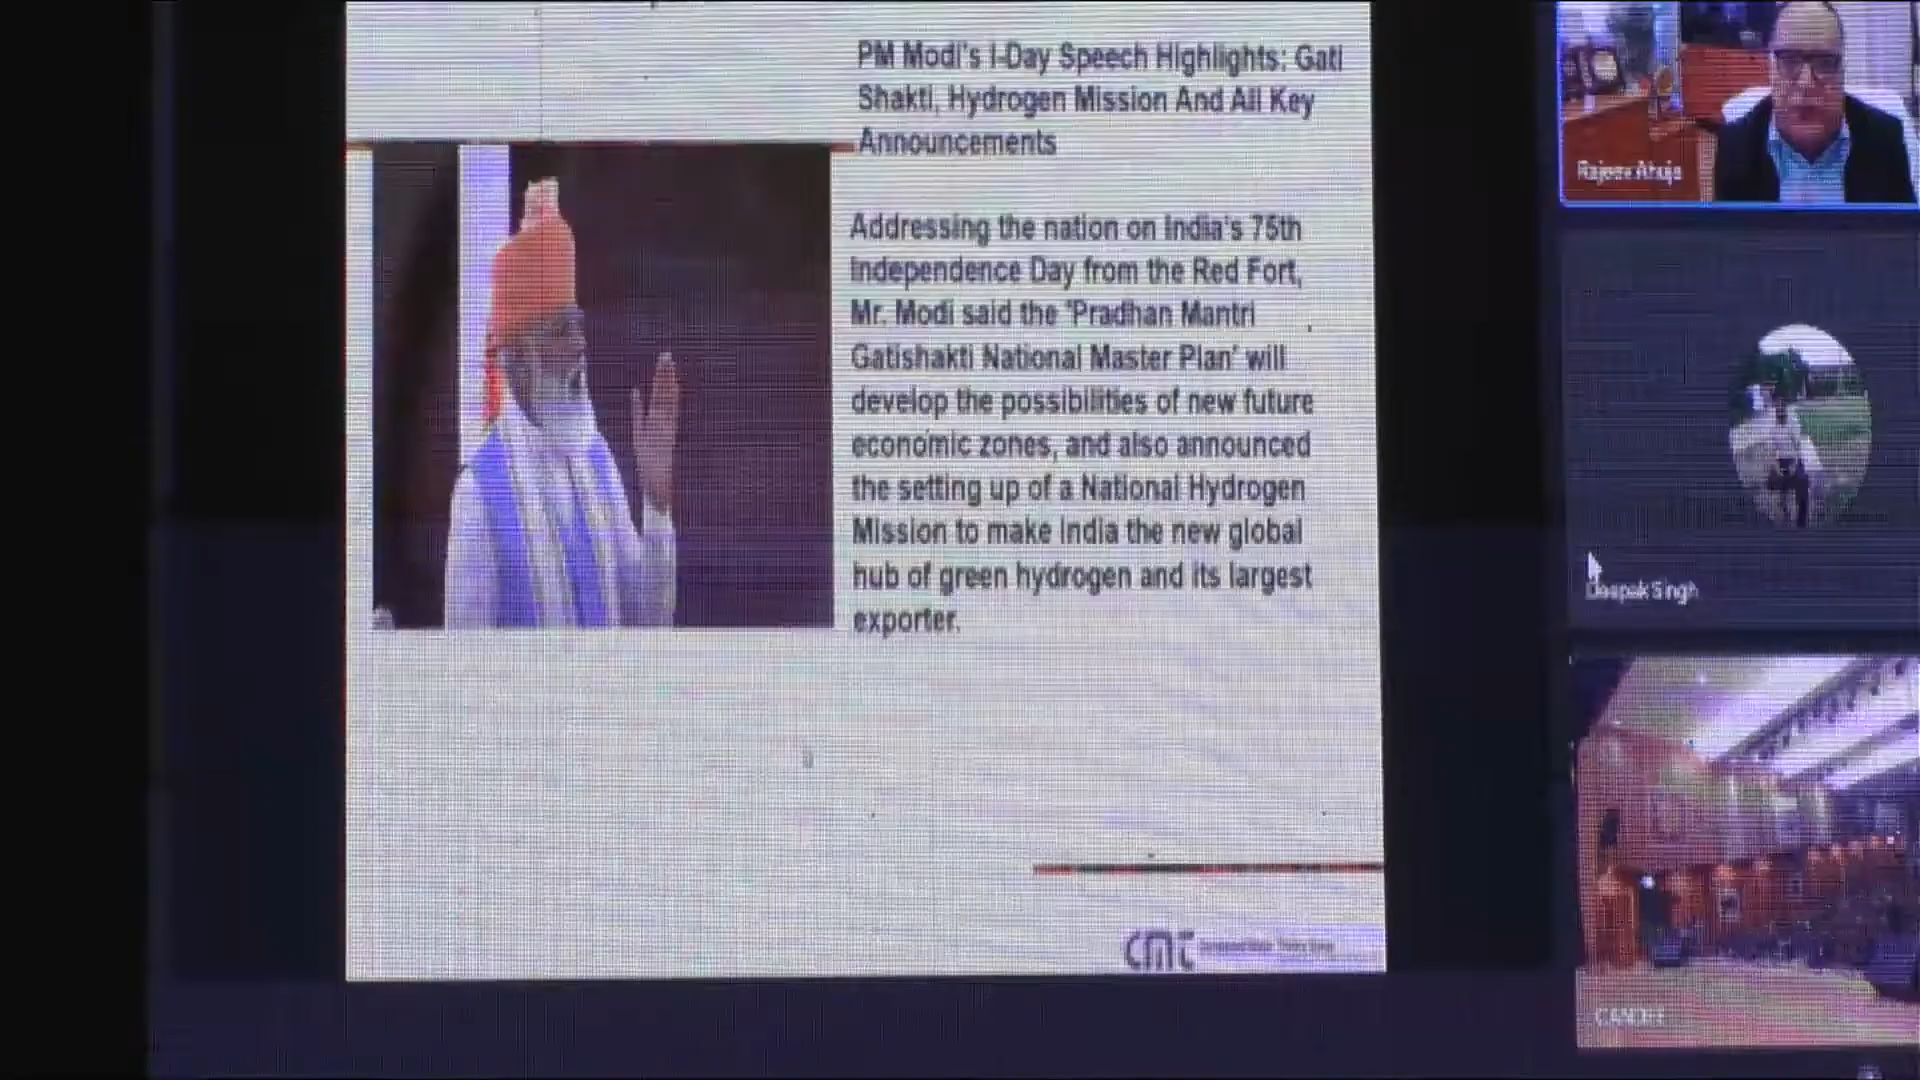 PM Modi's I-Day Speech Highlights: Gati
Shakti, Hydrogen Mission And All Key
Announcements
Addressing the nation on India's 75th
Independence Day from the Red Fort,
Mr. Modi said the 'Pradhan Mantri
Gatishakti National Master Plan' will
develop the possibilities of new future
economic zones, and also announced
the setting up of a National Hydrogen
Mission to make India the new global
hub of green hydrogen and its largest
exporter.
Rajeev Ahuja
Deepak Singh